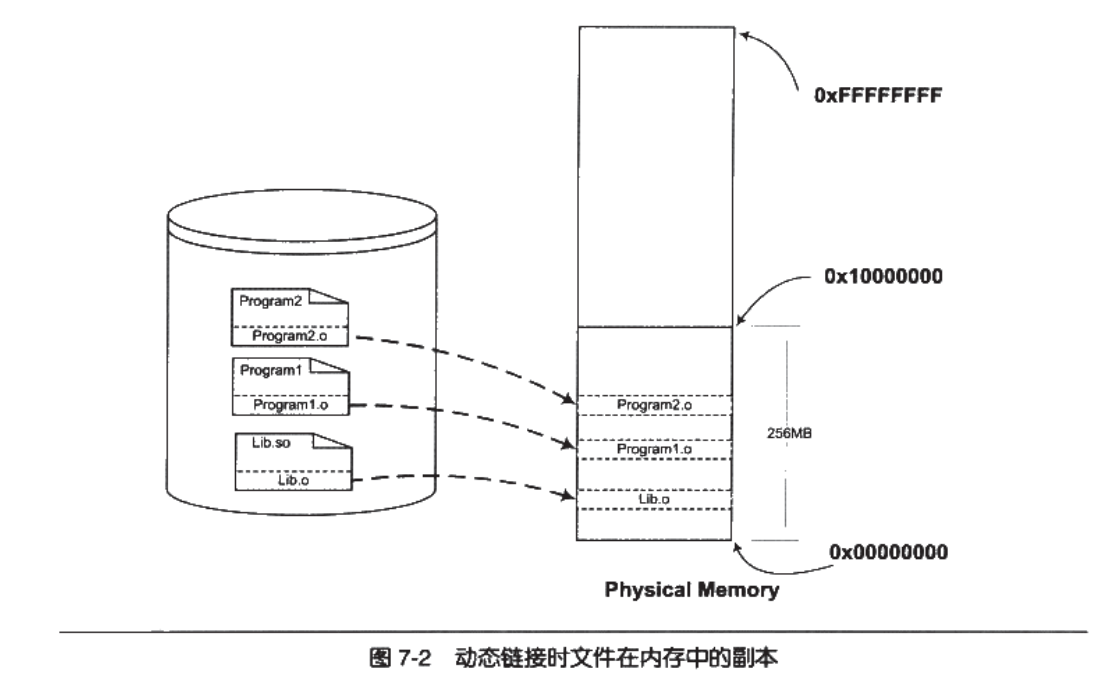 0xFFFFFFFF
0x10000000
Program2
Program2.o
Program1
Program1.o
Lib.so
Lib.o
Program2.o
Program1.o
Lib.o
256MB
0x00000000
Physical Memory
图 7-2 动态链接时文件在内存中的副本